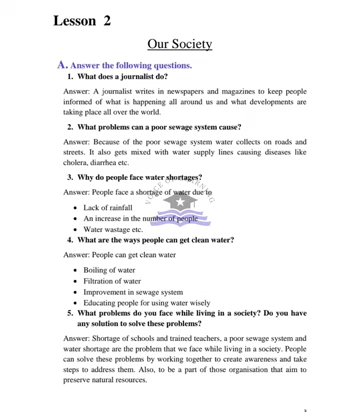 Lesson 2
Our Society
A. Answer the following questions.
1. What does a journalist do?
Answer: A journalist writes in newspapers and magazines to keep people
informed of what is happening all around us and what developments are
taking place all over the world.
2. What problems can a poor sewage system cause?
Answer: Because of the poor sewage system water collects on roads and
streets. It also gets mixed with water supply lines causing diseases like
cholera, diarrhea etc.
3. Why do people face water shortages?
Answer: People face a shortage of water due to
• Lack of rainfall
• An increase in the number of people
• Water wastage etc.
4. What are the ways people can get clean water?
Answer: People can get clean water
• Boiling of water
• Filtration of water
• Improvement in sewage system
• Educating people for using water wisely
5. What problems do you face while living in a society? Do you have
any solution to solve these problems?
Answer: Shortage of schools and trained teachers, a poor sewage system and
water shortage are the problem that we face while living in a society. People
can solve these problems by working together to create awareness and take
steps to address them. Also, to be a part of those organisation that aim to
preserve natural resources.